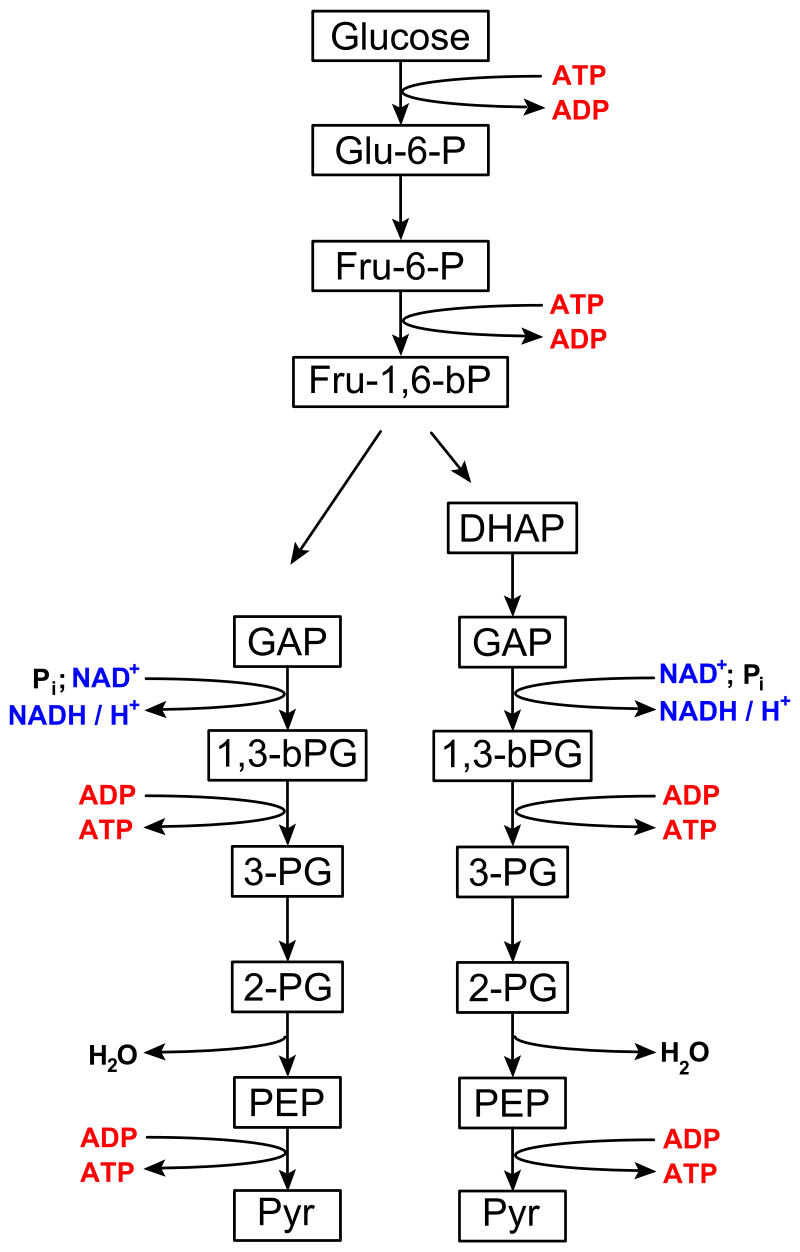 Glucose
ATP
ADP
Glu-6-P
Fru-6-P
ATP
ADP
Fru-1,6-bP
DHAP
GAP
GAP
Pᵢ; NAD⁺
NAD⁺; Pᵢ
NADH / H⁺
NADH / H⁺
1,3-bPG
1,3-bPG
ADP
ADP
ATP
ATP
3-PG
3-PG
2-PG
2-PG
H₂O
H₂O
PEP
PEP
ADP
ADP
ATP
ATP
Pyr
Pyr